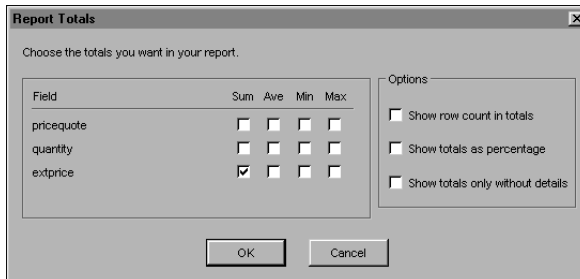 Report Totals
Choose the totals you want in your report.
Field Sum Ave Min Max
pricequote
quantity
extprice
Options
Show row count in totals
Show totals as percentage
Show totals only without details
OK Cancel